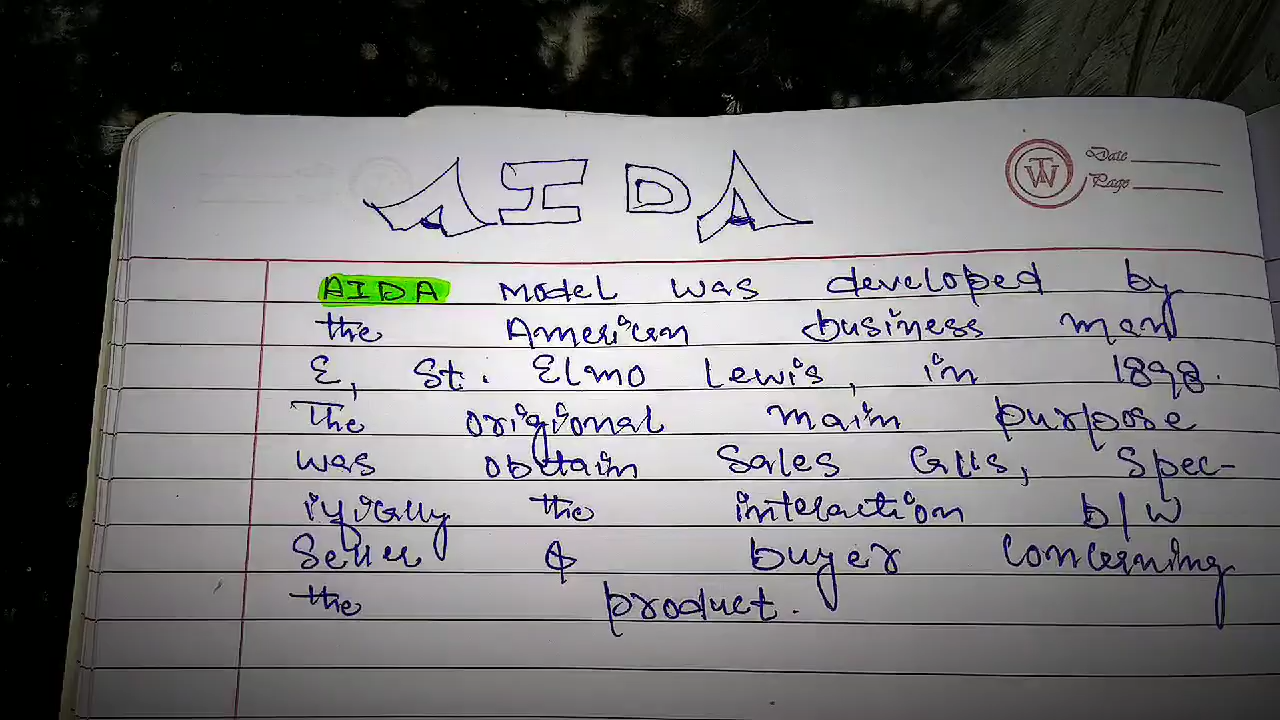 AIDA
Date
Page
AIDA Model was developed by
the American business man
E, St. Elmo Lewis, in 1898.
The origional main purpose
was obtain Sales Calls, Spec-
ifically the interaction b/w
Seller & buyer concerning
the product.